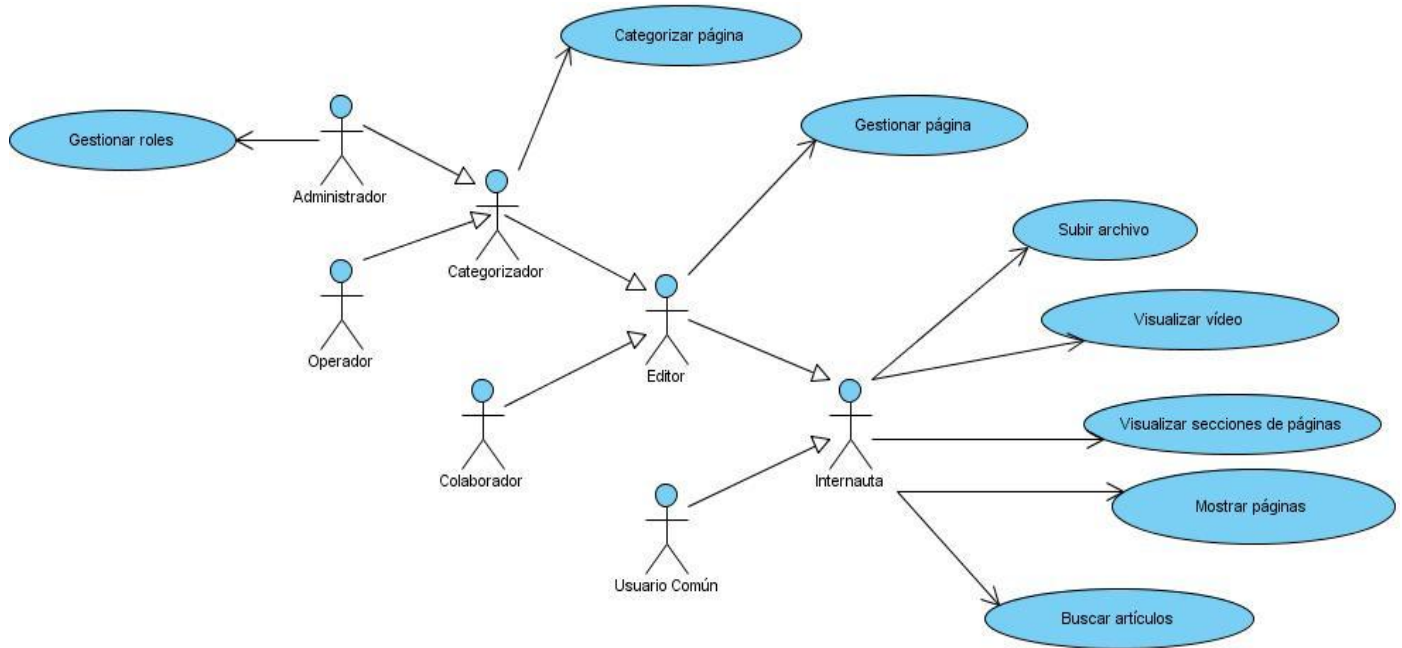 Categorizar página
Gestionar página
Gestionar roles
Administrador
Subir archivo
Categorizador
Visualizar vídeo
Operador
Editor
Visualizar secciones de páginas
Colaborador
Internauta
Mostrar páginas
Usuario Común
Buscar artículos